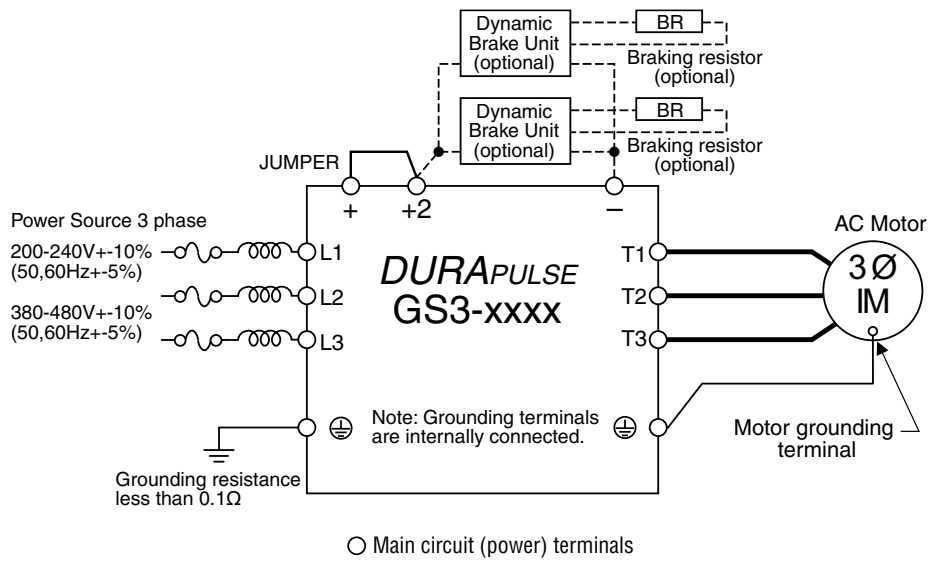 Dynamic
Brake Unit
(optional)
BR
Braking resistor
(optional)
Dynamic
Brake Unit
(optional)
BR
Braking resistor
(optional)
JUMPER
+
+2
–
Power Source 3 phase
200-240V+-10%
(50,60Hz+-5%)
380-480V+-10%
(50,60Hz+-5%)
L1
L2
L3
DURAPULSE
GS3-xxxx
T1
T2
T3
AC Motor
3Ø
IM
Note: Grounding terminals
are internally connected.
Motor grounding
terminal
Grounding resistance
less than 0.1Ω
Main circuit (power) terminals